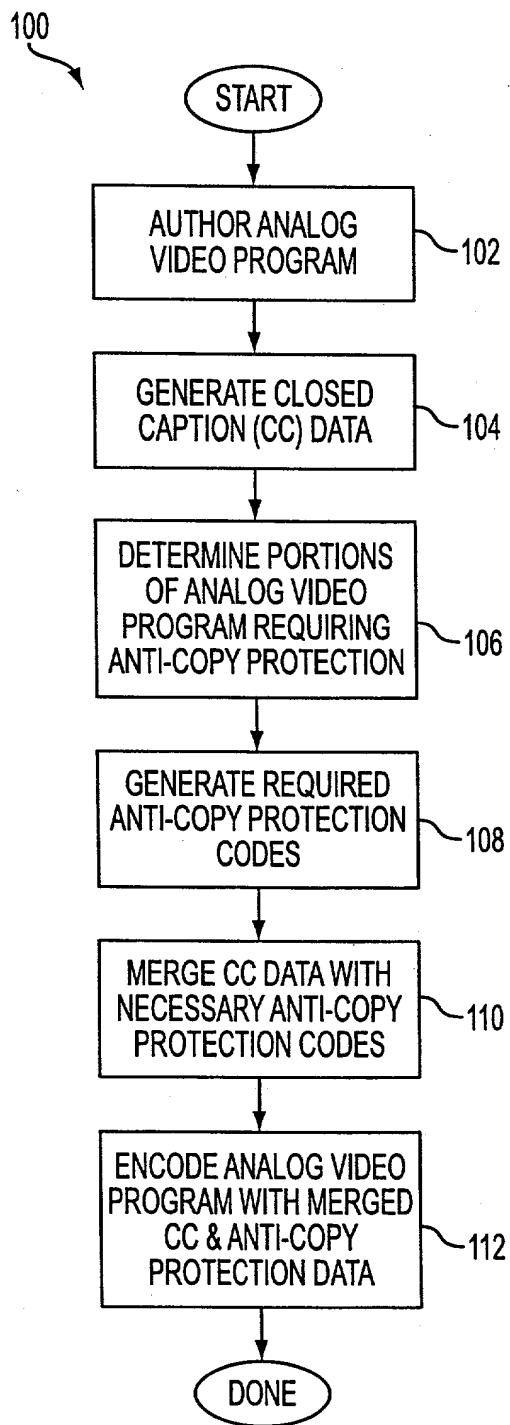 100
START
AUTHOR ANALOG
VIDEO PROGRAM
102
GENERATE CLOSED
CAPTION (CC) DATA
104
DETERMINE PORTIONS
OF ANALOG VIDEO
PROGRAM REQUIRING
ANTI-COPY PROTECTION
106
GENERATE REQUIRED
ANTI-COPY PROTECTION
CODES
108
MERGE CC DATA WITH
NECESSARY ANTI-COPY
PROTECTION CODES
110
ENCODE ANALOG VIDEO
PROGRAM WITH MERGED
CC & ANTI-COPY
PROTECTION DATA
112
DONE